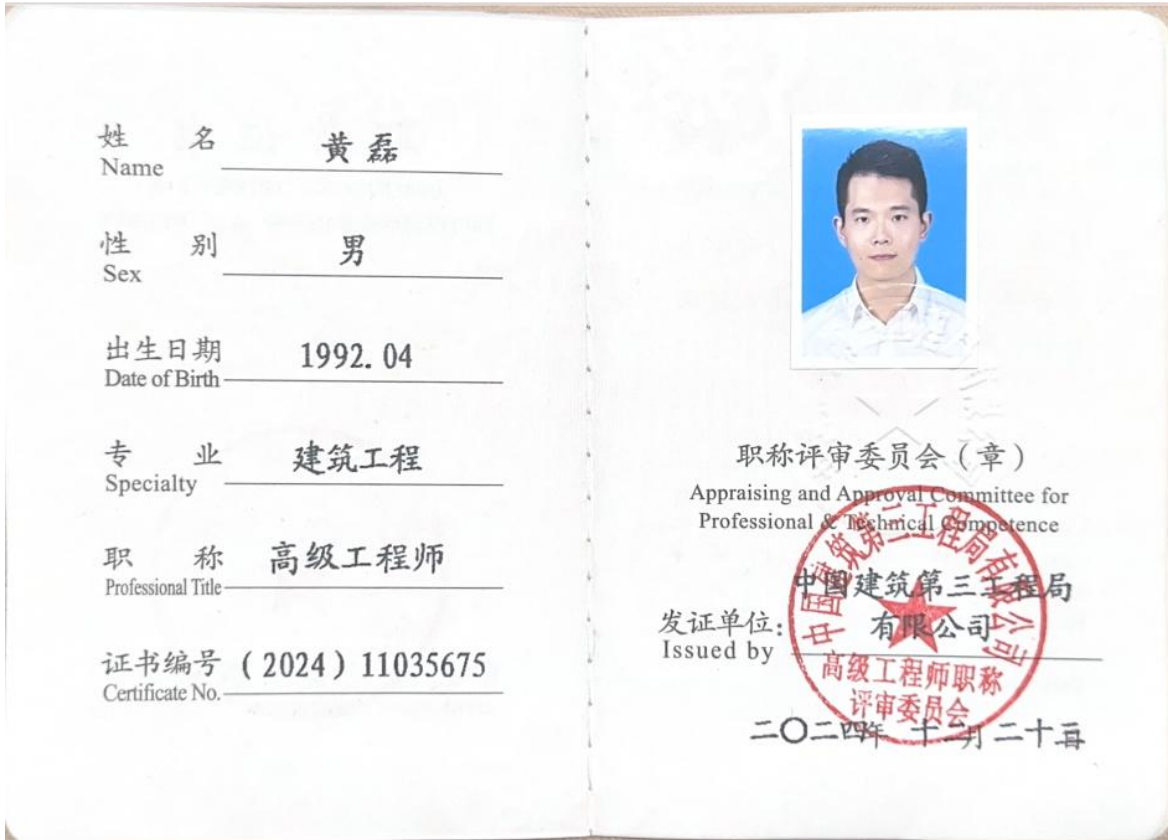 姓 名 黄磊
Name
性 别 男
Sex
出生日期 1992.04
Date of Birth
专 业 建筑工程
Specialty
职 称 高级工程师
Professional Title
证书编号 (2024) 11035675
Certificate No.
职称评审委员会(章)
Appraising and Approval Committee for
Professional & Technical Competence
中国建筑第三工程局
发证单位: 有限公司
Issued by
中国建筑第三工程局有限公司
高级工程师职称
评审委员会
二〇二四年 十二月 二十